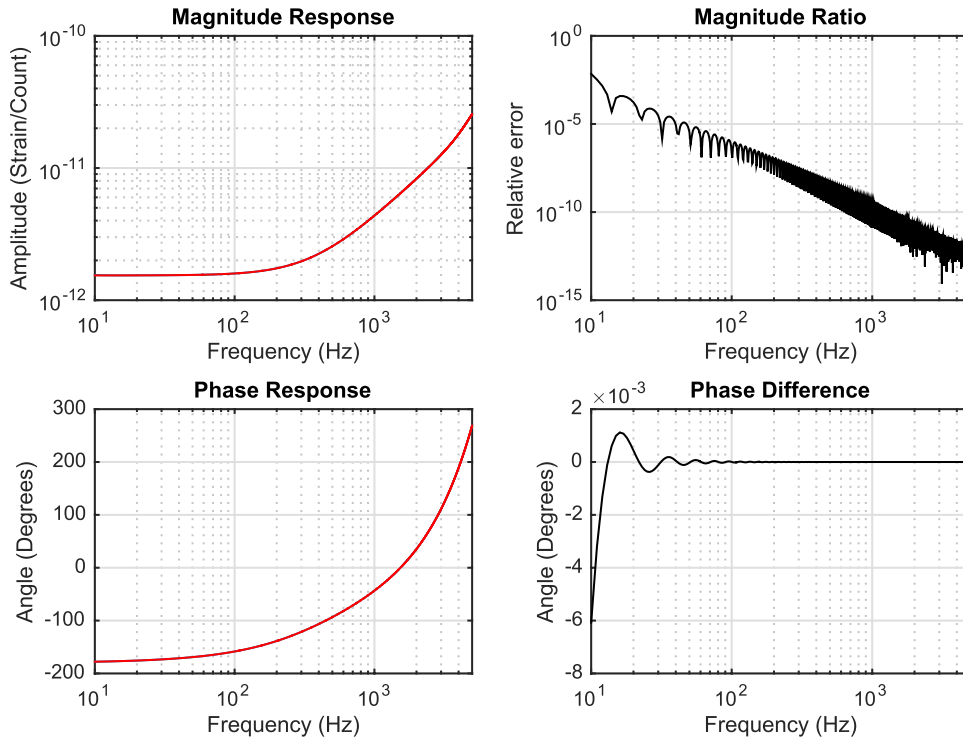 Magnitude Response
10^-10
10^-11
10^-12
Amplitude (Strain/Count)
10^1 10^2 10^3
Frequency (Hz)
Magnitude Ratio
10^0
10^-5
10^-10
10^-15
Relative error
10^1 10^2 10^3
Frequency (Hz)
Phase Response
300
200
100
0
-100
-200
Angle (Degrees)
10^1 10^2 10^3
Frequency (Hz)
Phase Difference
×10^-3
2
0
-2
-4
-6
-8
Angle (Degrees)
10^1 10^2 10^3
Frequency (Hz)